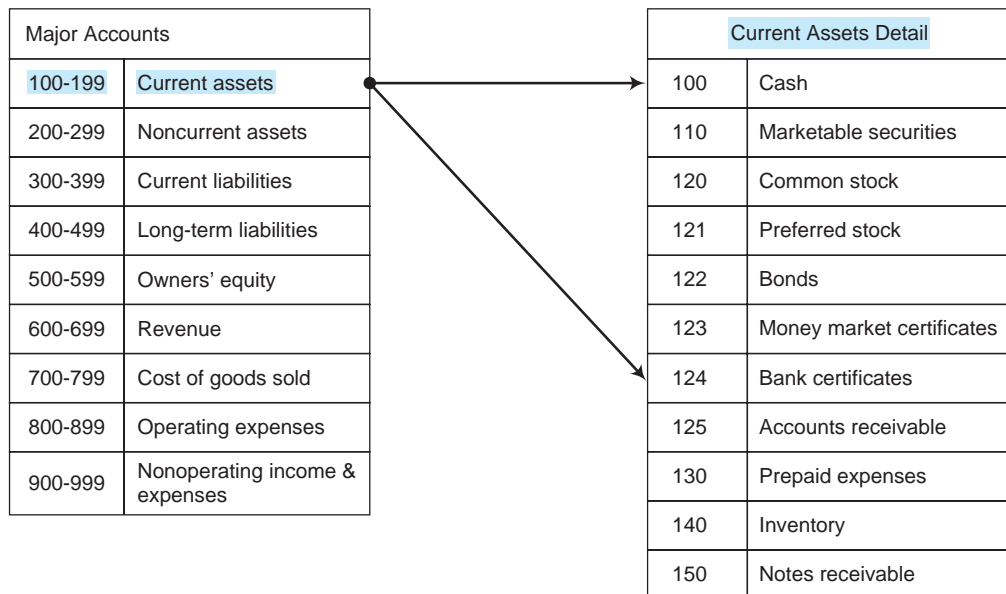 Major Accounts
100-199 Current assets
200-299 Noncurrent assets
300-399 Current liabilities
400-499 Long-term liabilities
500-599 Owners’ equity
600-699 Revenue
700-799 Cost of goods sold
800-899 Operating expenses
900-999 Nonoperating income &
expenses
Current Assets Detail
100 Cash
110 Marketable securities
120 Common stock
121 Preferred stock
122 Bonds
123 Money market certificates
124 Bank certificates
125 Accounts receivable
130 Prepaid expenses
140 Inventory
150 Notes receivable